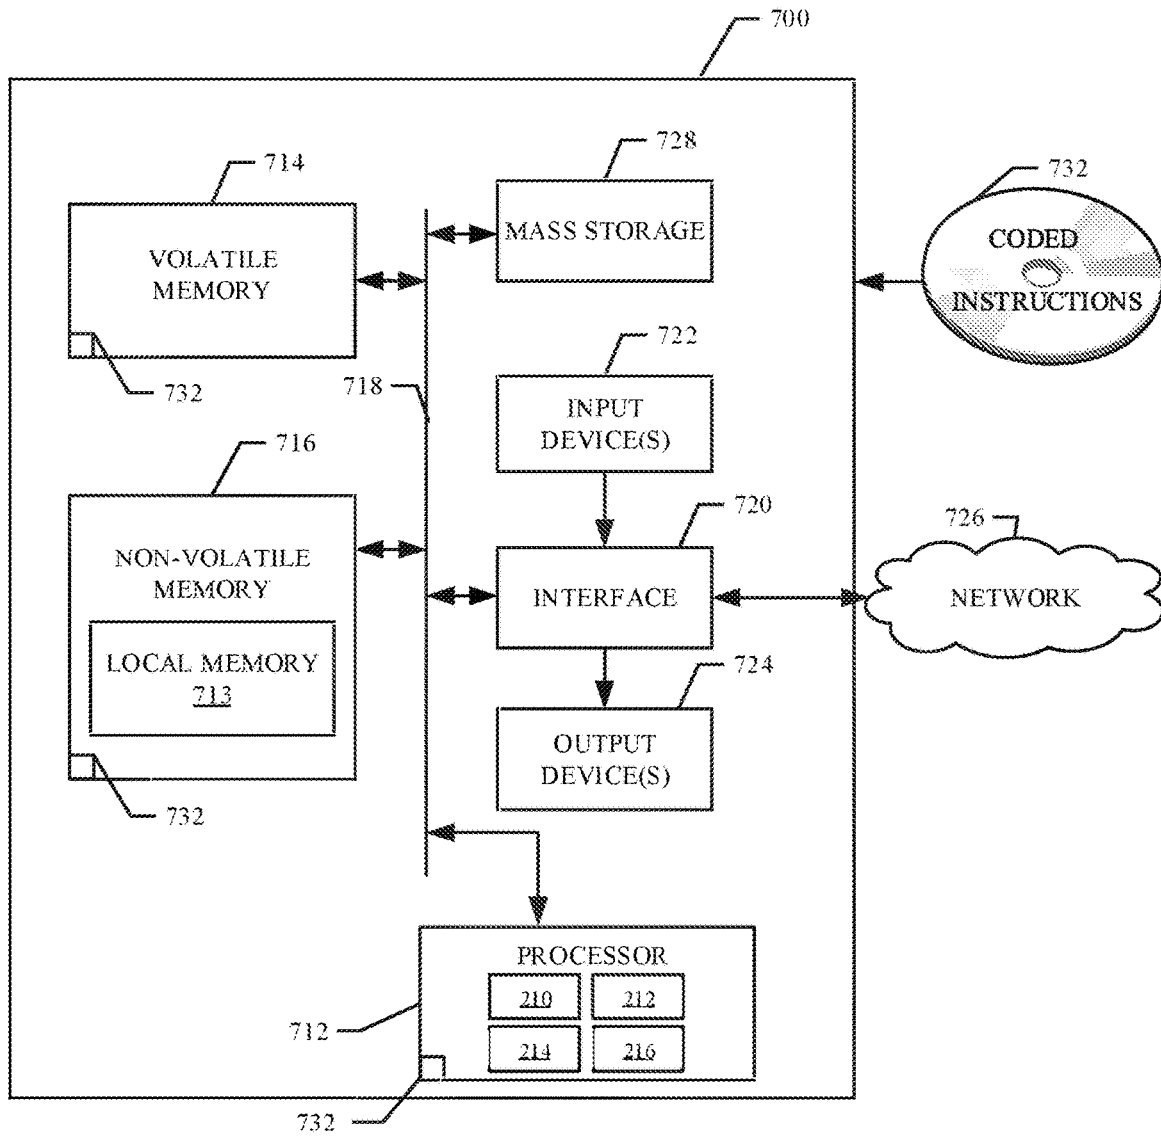 700
714
VOLATILE
MEMORY
732
728
MASS STORAGE
732
CODED
INSTRUCTIONS
718
722
INPUT
DEVICE(S)
716
NON-VOLATILE
MEMORY
LOCAL MEMORY
713
732
720
INTERFACE
726
NETWORK
724
OUTPUT
DEVICE(S)
PROCESSOR
210
212
214
216
712
732